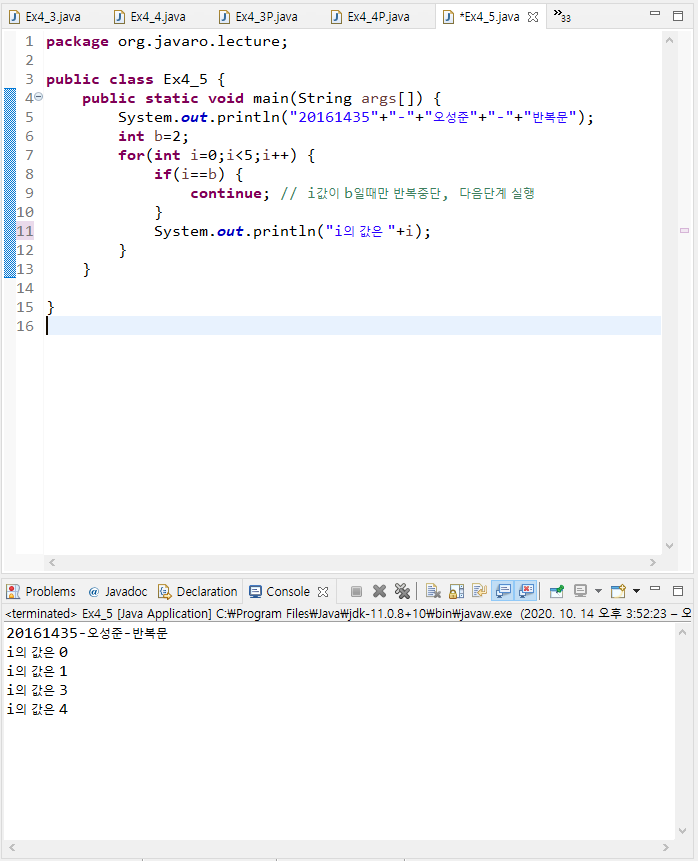 Ex4_3.java Ex4_4.java Ex4_3P.java Ex4_4P.java *Ex4_5.java »33
1 package org.javaro.lecture;
2
3 public class Ex4_5 {
4 public static void main(String args[]) {
5 System.out.println("20161435"+"-"+"오성준"+"-"+"반복문");
6 int b=2;
7 for(int i=0;i<5;i++) {
8 if(i==b) {
9 continue; // i값이 b일때만 반복중단, 다음단계 실행
10 }
11 System.out.println("i의 값은 "+i);
12 }
13 }
14
15 }
16
Problems @ Javadoc Declaration Console
<terminated> Ex4_5 [Java Application] C:₩Program Files₩Java₩jdk-11.0.8+10₩bin₩javaw.exe (2020. 10. 14 오후 3:52:23 – 오
20161435-오성준-반복문
i의 값은 0
i의 값은 1
i의 값은 3
i의 값은 4